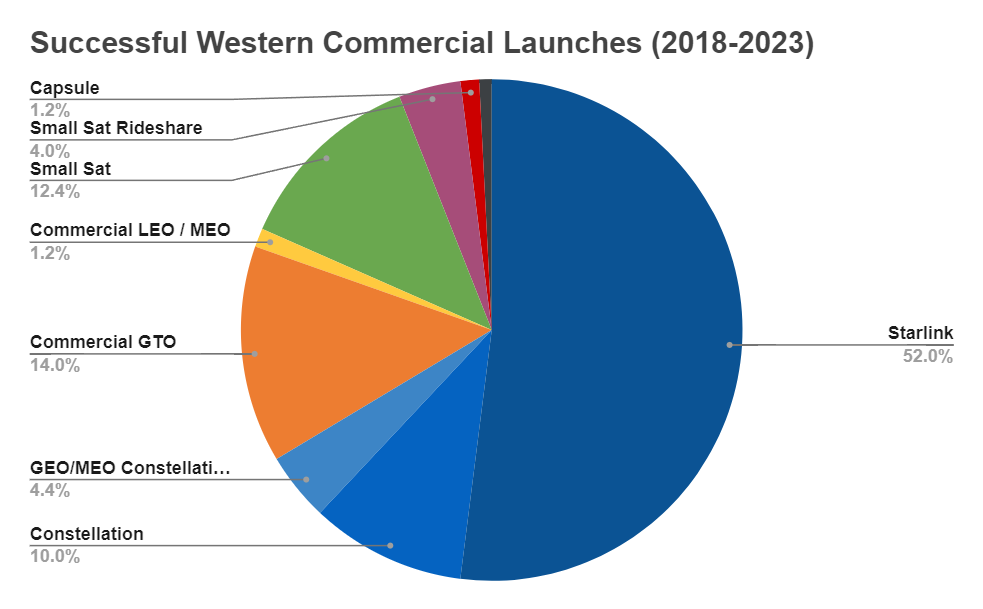 Successful Western Commercial Launches (2018-2023)
Capsule
1.2%
Small Sat Rideshare
4.0%
Small Sat
12.4%
Commercial LEO / MEO
1.2%
Commercial GTO
14.0%
GEO/MEO Constellati…
4.4%
Constellation
10.0%
Starlink
52.0%